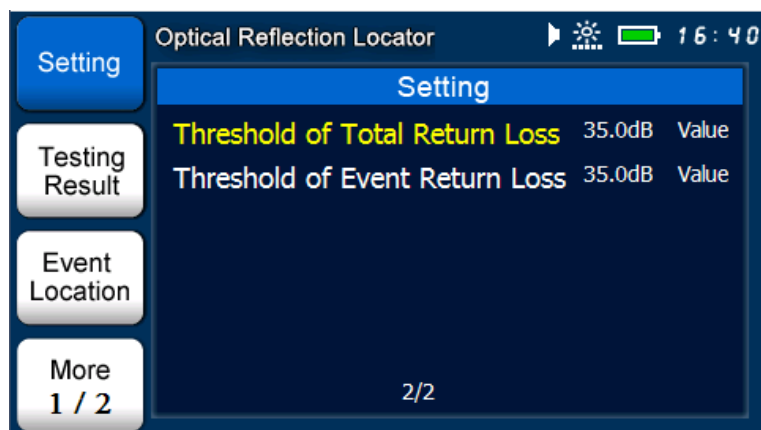 Optical Reflection Locator 16:40
Setting
Testing
Result
Event
Location
More
1 / 2
Setting
Threshold of Total Return Loss 35.0dB Value
Threshold of Event Return Loss 35.0dB Value
2/2